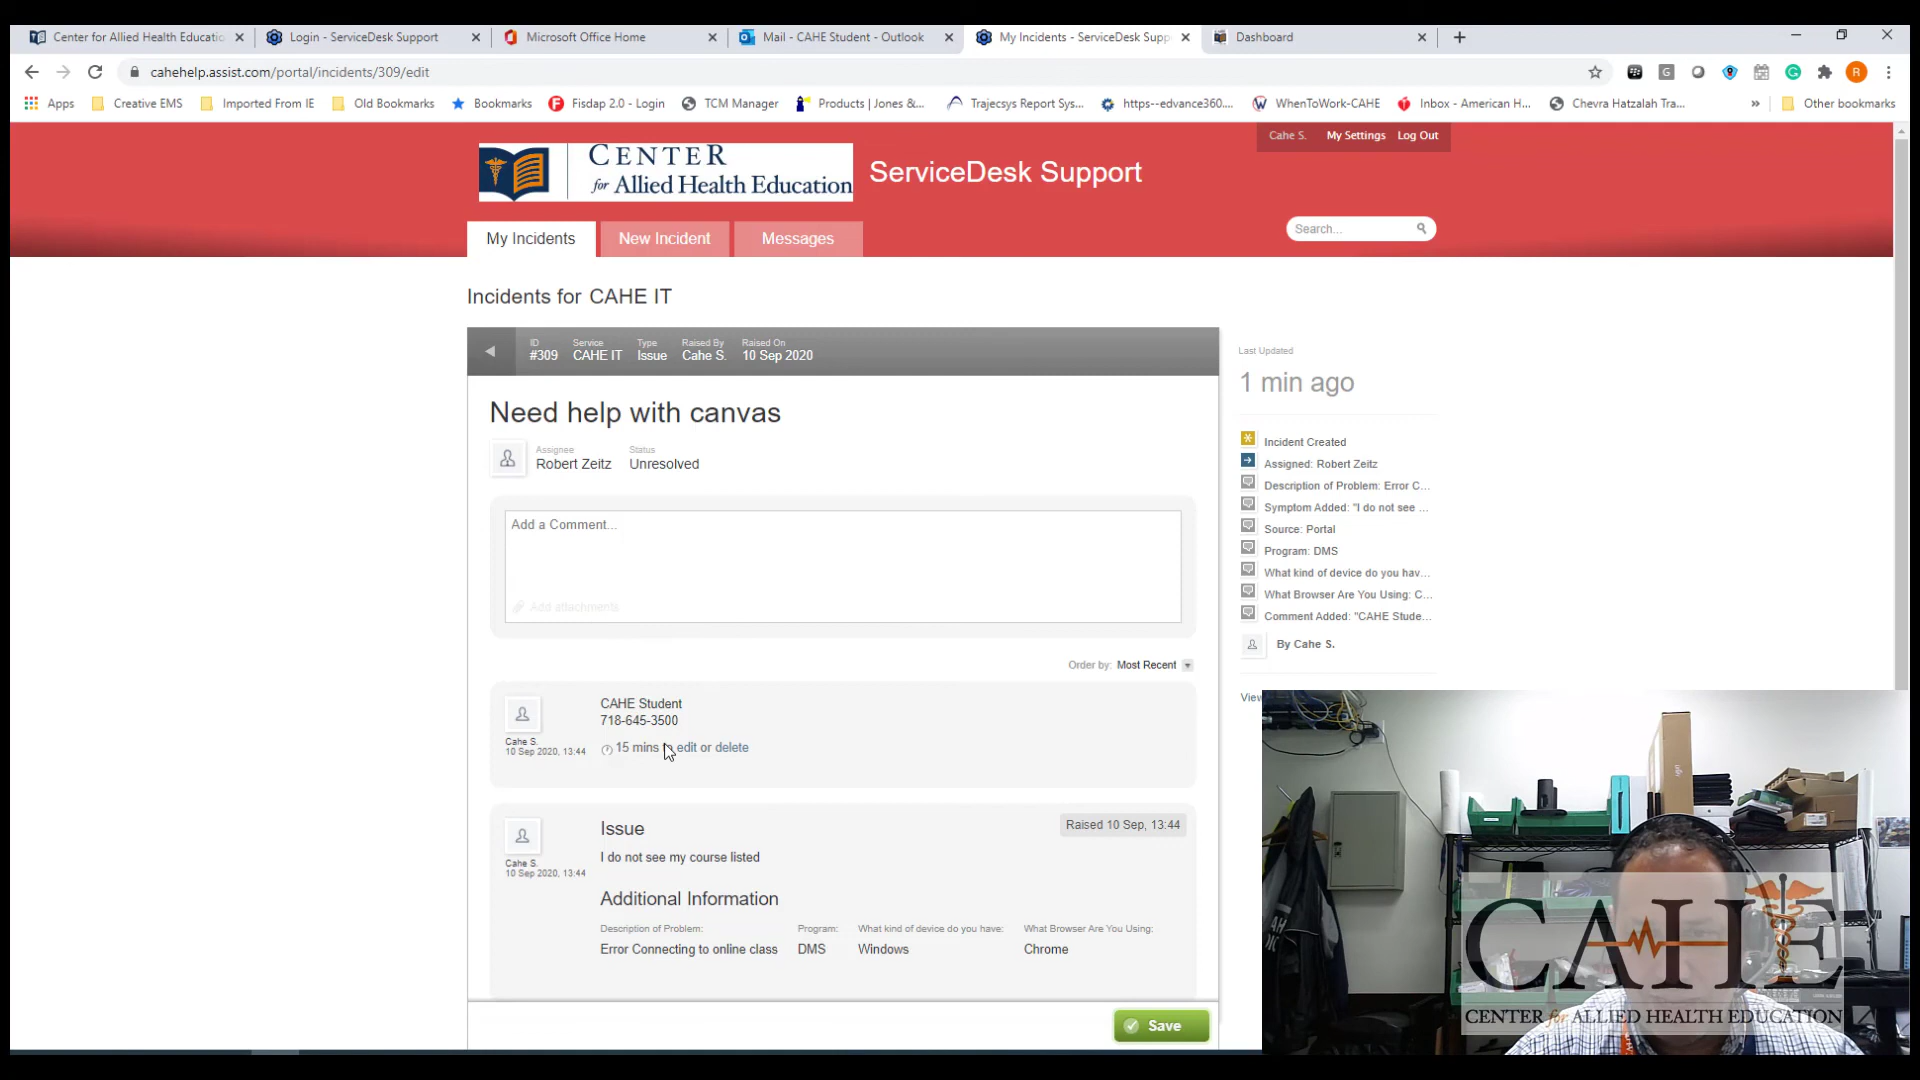 Center for Allied Health Educatio
Login - ServiceDesk Support
Microsoft Office Home
Mail - CAHE Student - Outlook
My Incidents - ServiceDesk Supp
Dashboard
cahehelp.assist.com/portal/incidents/309/edit
Apps
Creative EMS
Imported From IE
Old Bookmarks
Bookmarks
Fisdap 2.0 - Login
TCM Manager
Products | Jones &...
Trajecsys Report Sys...
https--edvance360....
WhenToWork-CAHE
Inbox - American H...
Chevra Hatzalah Tra...
Other bookmarks
Cahe S. My Settings Log Out
CENTER
for Allied Health Education
ServiceDesk Support
My Incidents
New Incident
Messages
Search...
Incidents for CAHE IT
ID Service Type Raised By Raised On
#309 CAHE IT Issue Cahe S. 10 Sep 2020
Need help with canvas
Assignee Status
Robert Zeitz Unresolved
Add a Comment...
Add attachments
Order by: Most Recent
CAHE Student
718-645-3500
Cahe S.
10 Sep 2020, 13:44
15 mins to edit or delete
Issue
Raised 10 Sep, 13:44
I do not see my course listed
Cahe S.
10 Sep 2020, 13:44
Additional Information
Description of Problem: Program: What kind of device do you have: What Browser Are You Using:
Error Connecting to online class DMS Windows Chrome
Save
Last Updated
1 min ago
Incident Created
Assigned: Robert Zeitz
Description of Problem: Error C...
Symptom Added: "I do not see ...
Source: Portal
Program: DMS
What kind of device do you hav...
What Browser Are You Using: C...
Comment Added: "CAHE Stude...
By Cahe S.
View
CAHE
CENTER for ALLIED HEALTH EDUCATION